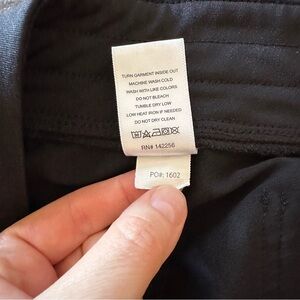 TURN GARMENT INSIDE OUT
MACHINE WASH COLD
WASH WITH LIKE COLORS
DO NOT BLEACH
TUMBLE DRY LOW
LOW HEAT IRON IF NEEDED
DO NOT DRY CLEAN
RN# 142256
PO#: 1602